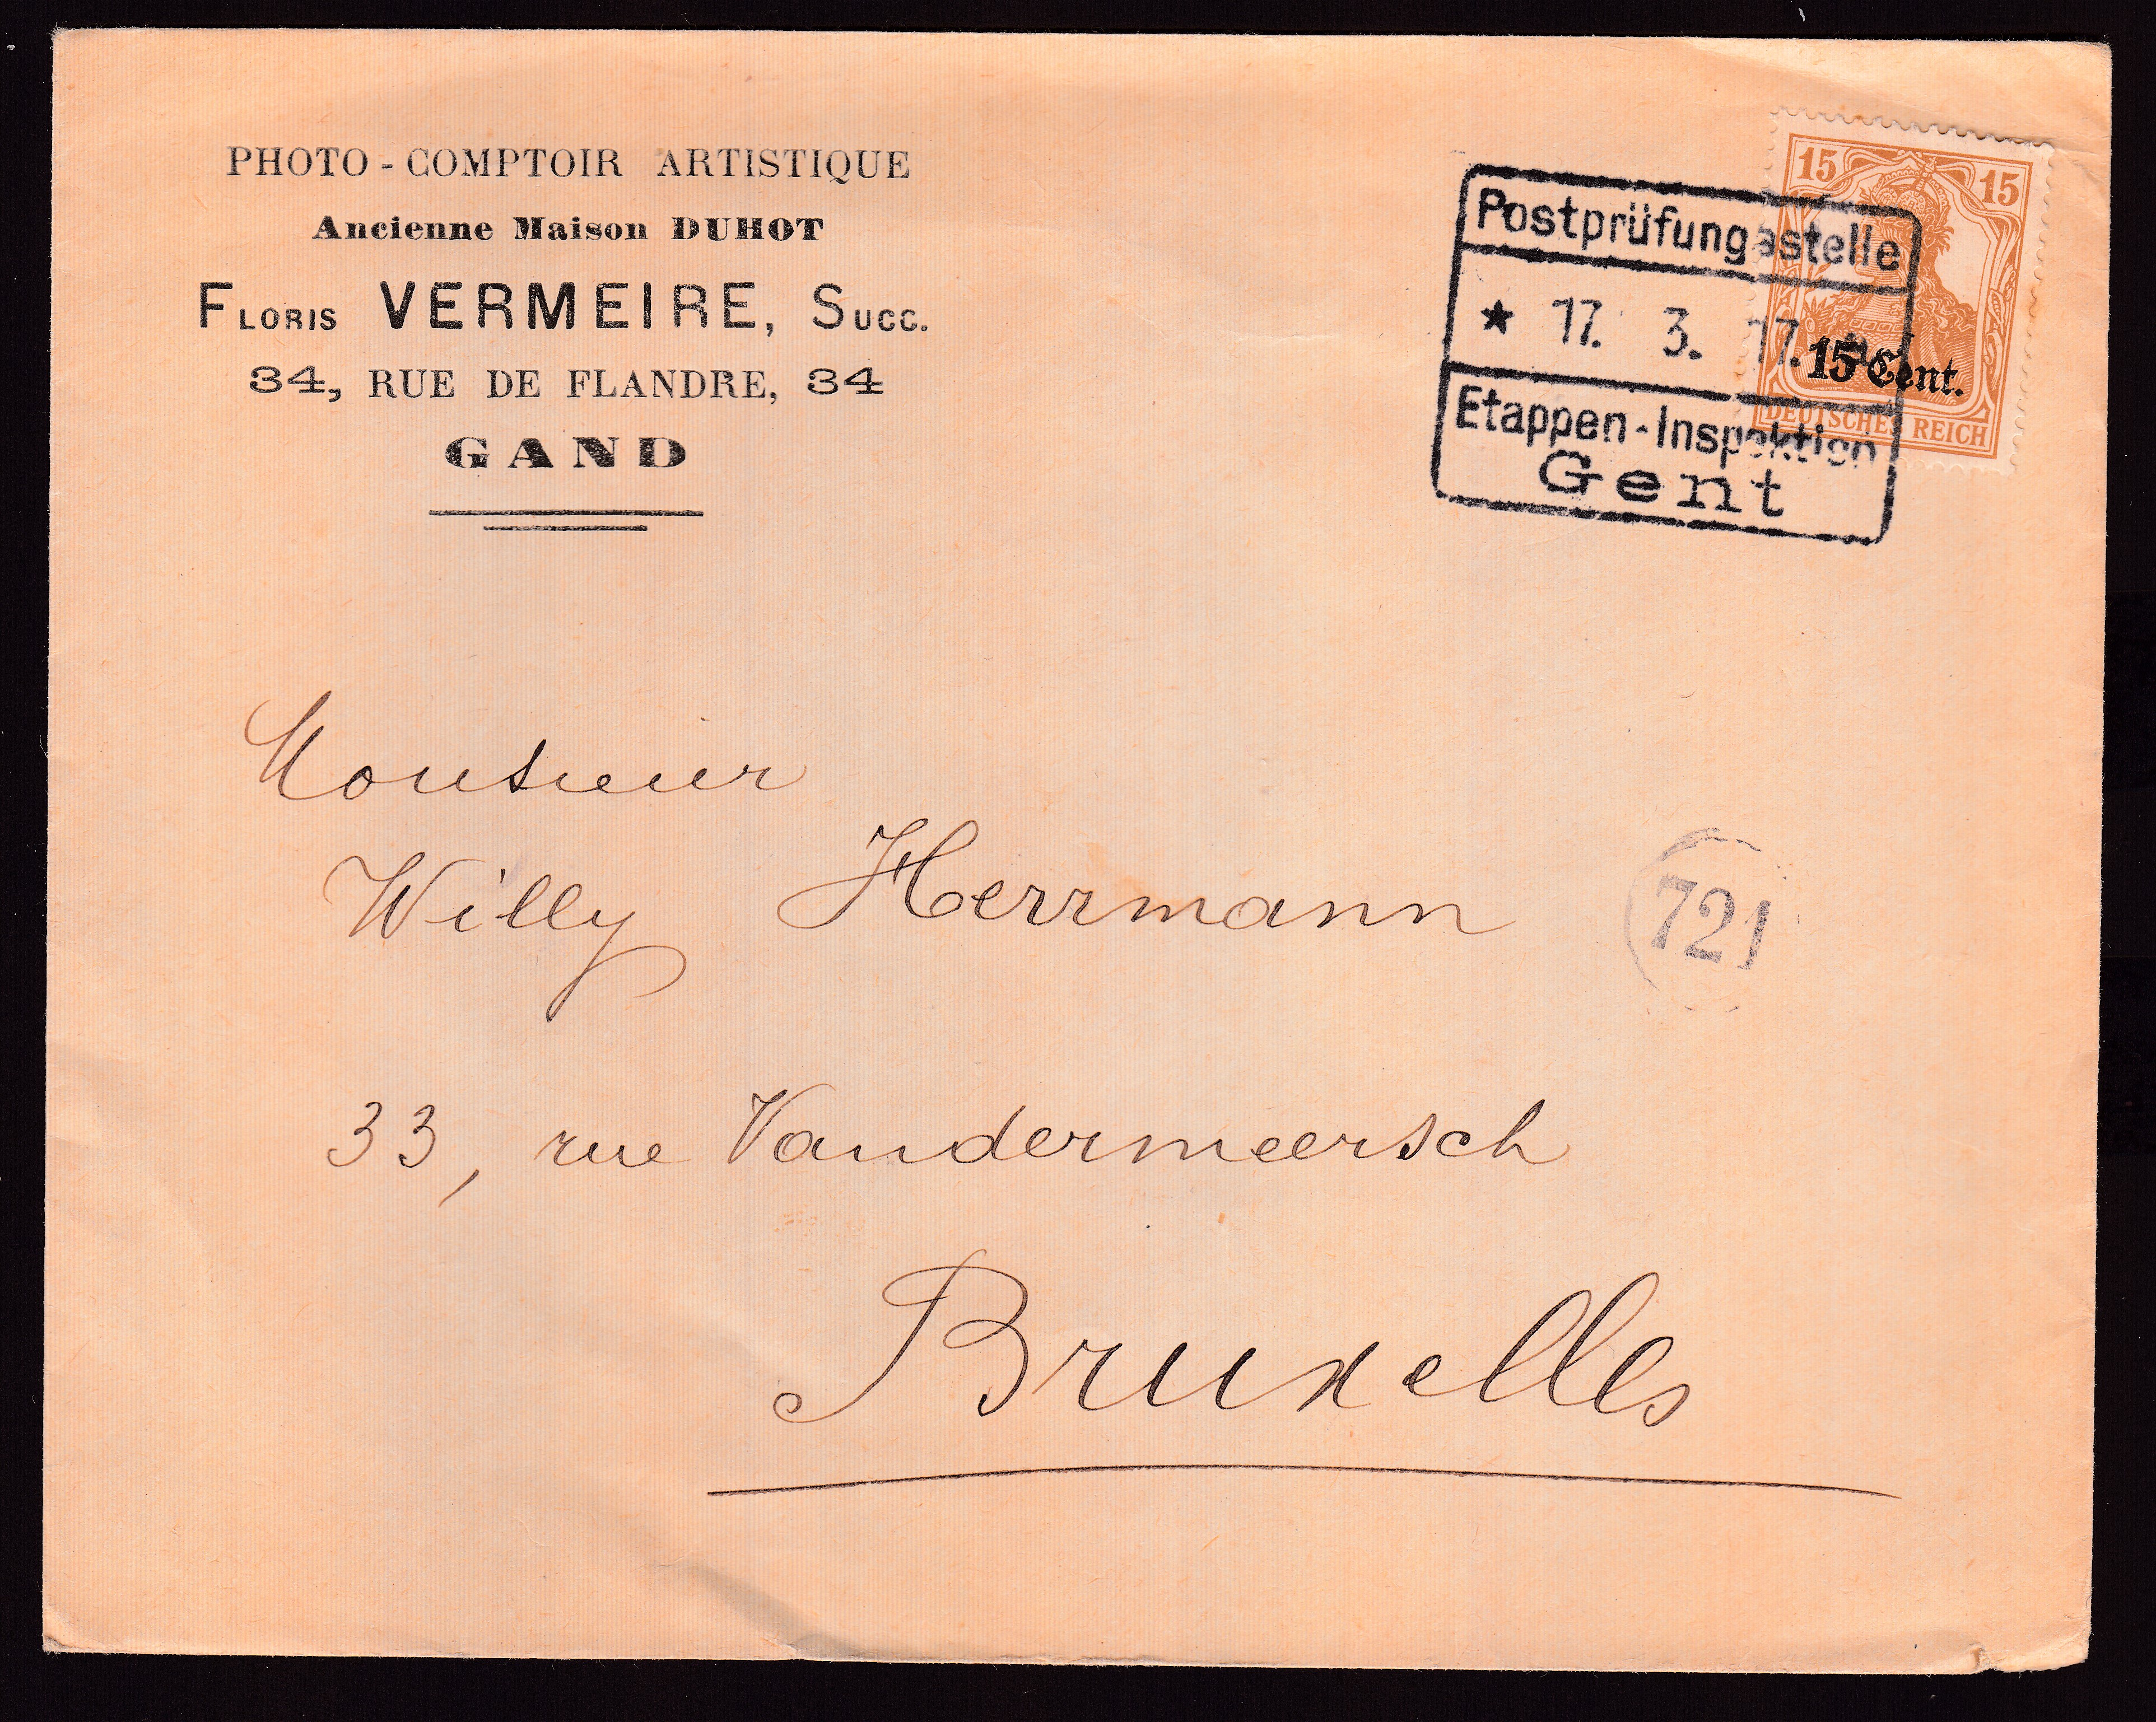 PHOTO - COMPTOIR ARTISTIQUE
Ancienne Maison DUHOT
FLORIS VERMEIRE, SUCC.
34, RUE DE FLANDRE, 34
GAND
15 15
15 Cent.
DEUTSCHES REICH
Postprüfungsstelle
★ 17. 3. 17.
Etappen-Inspektion
Gent
Monsieur
Willy Herrmann
721
33, rue Vandermeersch
Bruxelles